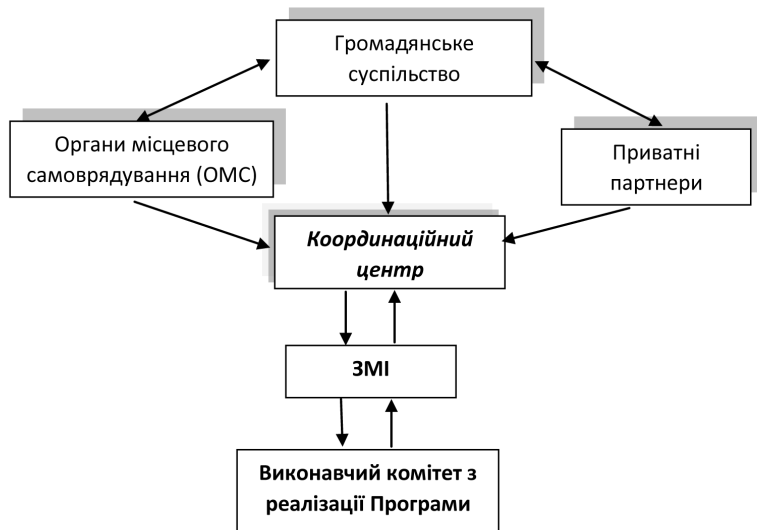 Громадянське
суспільство
Органи місцевого
самоврядування (ОМС)
Приватні
партнери
Координаційний
центр
ЗМІ
Виконавчий комітет з
реалізації Програми